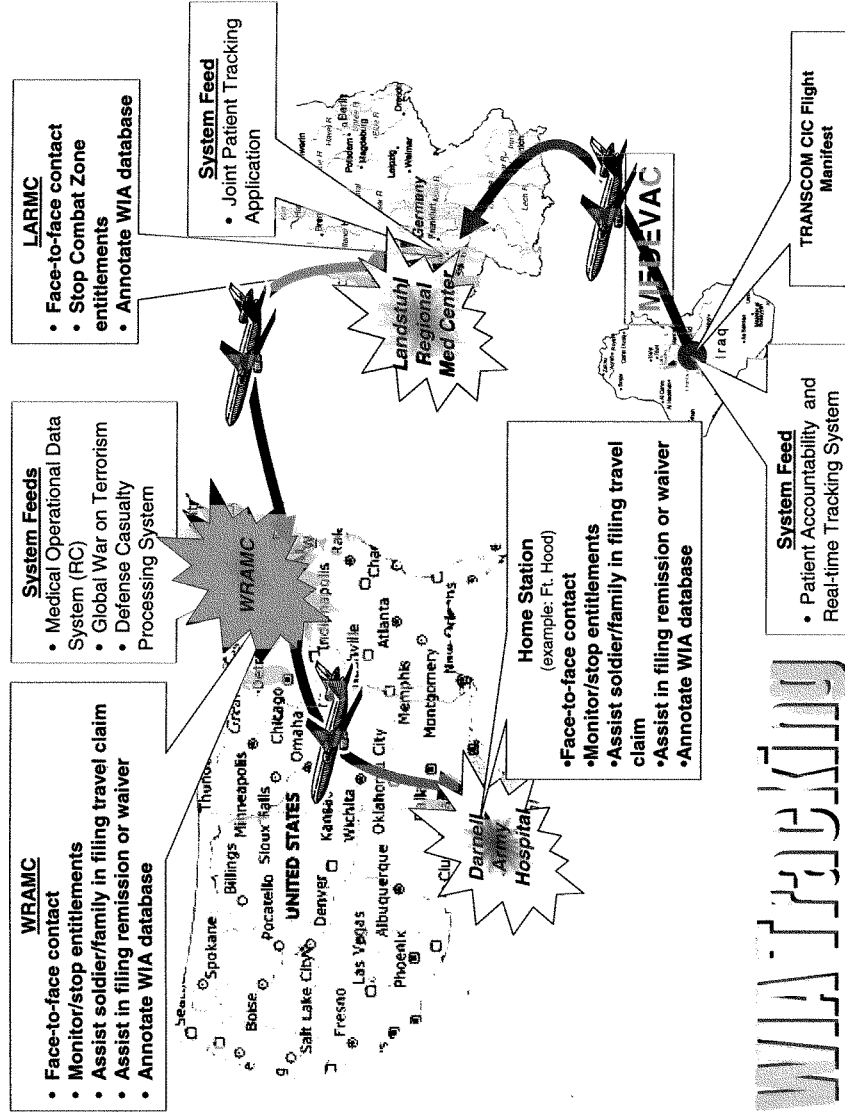 WRAMC
• Face-to-face contact
• Monitor/stop entitlements
• Assist soldier/family in filing travel claim
• Assist in filing remission or waiver
• Annotate WIA database
System Feeds
• Medical Operational Data
System (RC)
• Global War on Terrorism
• Defense Casualty
Processing System
LARMC
• Face-to-face contact
• Stop Combat Zone
entitlements
• Annotate WIA database
System Feed
• Joint Patient Tracking
Application
WRAMC
Landstuhl
Regional
Med Center
Germany
Frankfurt
Berlin
Potsdam
Magdeburg
Leipzig
Weimar
Spokane
Billings
Minneapolis
Boise
Pocatello
Sioux Falls
Chicago
Omaha
UNITED STATES
Salt Lake City
Denver
Wichita
Fresno
Las Vegas
Albuquerque
Oklahoma City
Memphis
Atlanta
Phoenix
Montgomery
Darnell
Army
Hospital
Home Station
(example: Ft. Hood)
•Face-to-face contact
•Monitor/stop entitlements
•Assist soldier/family in filing travel
claim
•Assist in filing remission or waiver
•Annotate WIA database
MEDEVAC
Iraq
System Feed
• Patient Accountability and
Real-time Tracking System
TRANSCOM CIC Flight
Manifest
WIA Tracking